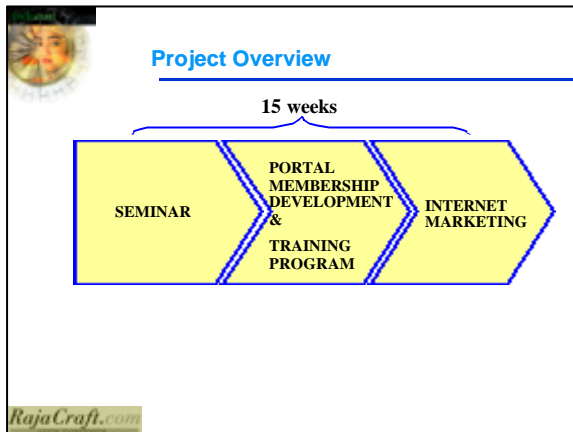 Project Overview
15 weeks
SEMINAR
PORTAL
MEMBERSHIP
DEVELOPMENT
&
TRAINING
PROGRAM
INTERNET
MARKETING
RajaCraft.com